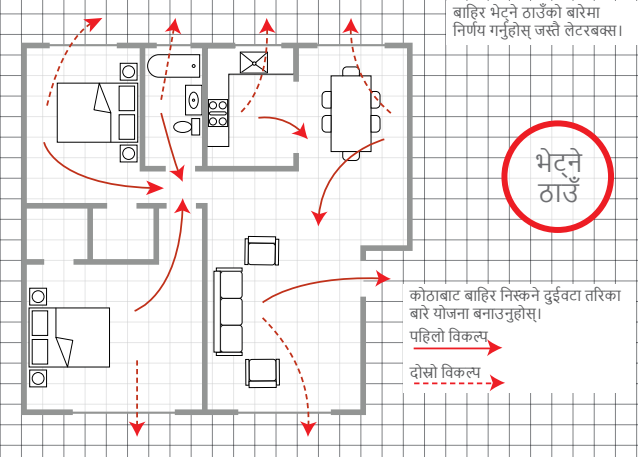 बाहिर भेट्ने ठाउँको बारेमा
निर्णय गर्नुहोस् जस्तै लेटरबक्स।
भेट्ने
ठाउँ
कोठाबाट बाहिर निस्कने दुईवटा तरिका
बारे योजना बनाउनुहोस्।
पहिलो विकल्प
दोस्रो विकल्प